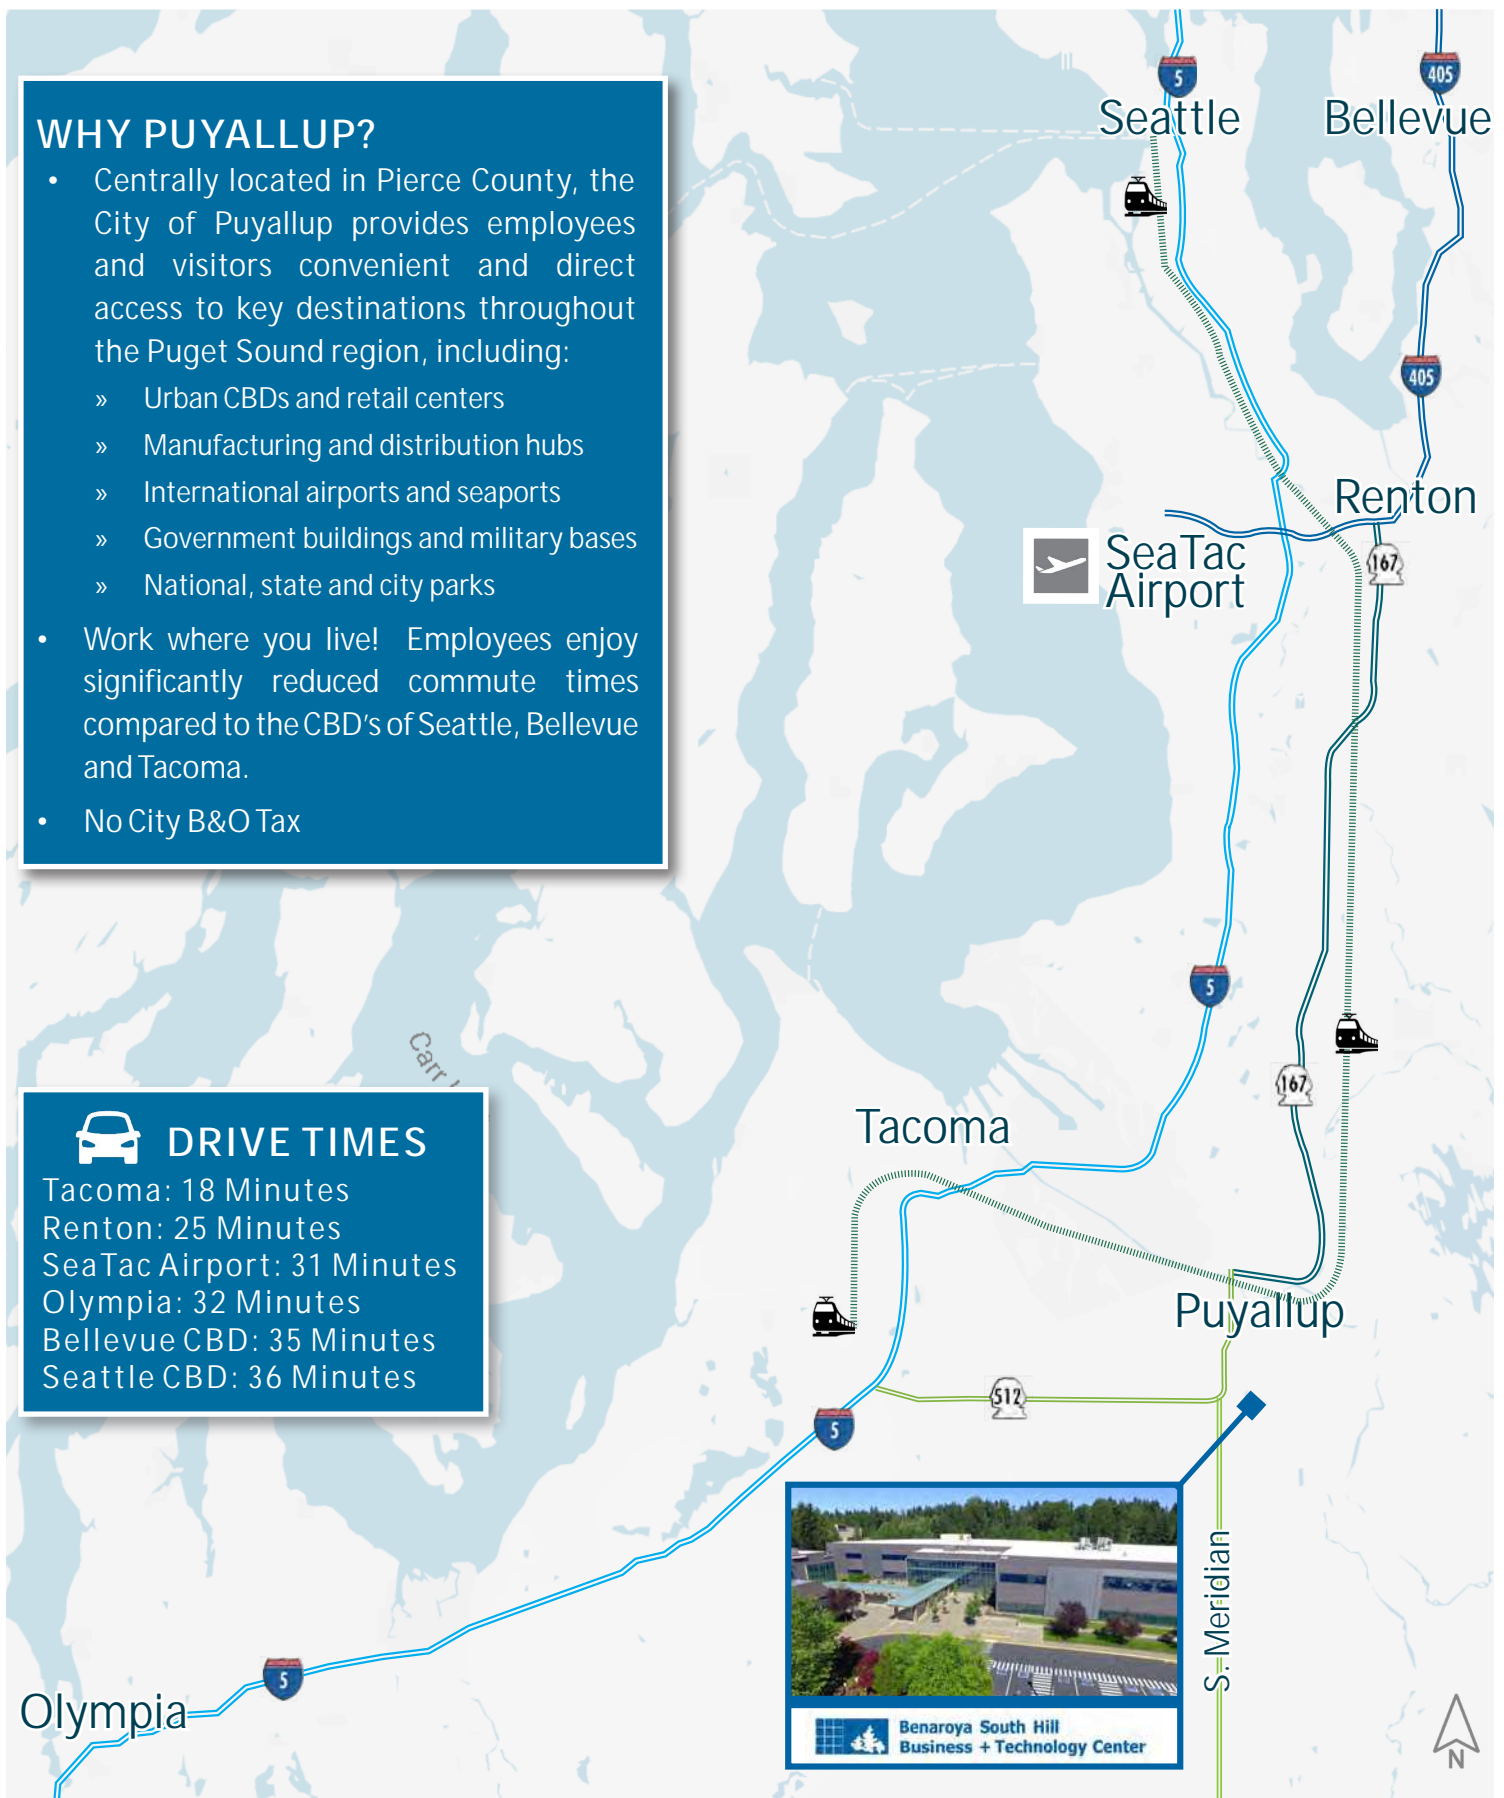 WHY PUYALLUP?
• Centrally located in Pierce County, the
City of Puyallup provides employees
and visitors convenient and direct
access to key destinations throughout
the Puget Sound region, including:
» Urban CBDs and retail centers
» Manufacturing and distribution hubs
» International airports and seaports
» Government buildings and military bases
» National, state and city parks
• Work where you live! Employees enjoy
significantly reduced commute times
compared to the CBD's of Seattle, Bellevue
and Tacoma.
• No City B&O Tax
5
405
Seattle
Bellevue
405
Renton
SeaTac
Airport
167
5
Carr
167
Tacoma
DRIVE TIMES
Tacoma: 18 Minutes
Renton: 25 Minutes
SeaTac Airport: 31 Minutes
Olympia: 32 Minutes
Bellevue CBD: 35 Minutes
Seattle CBD: 36 Minutes
Puyallup
512
5
S. Meridian
5
Olympia
Benaroya South Hill
Business + Technology Center
N